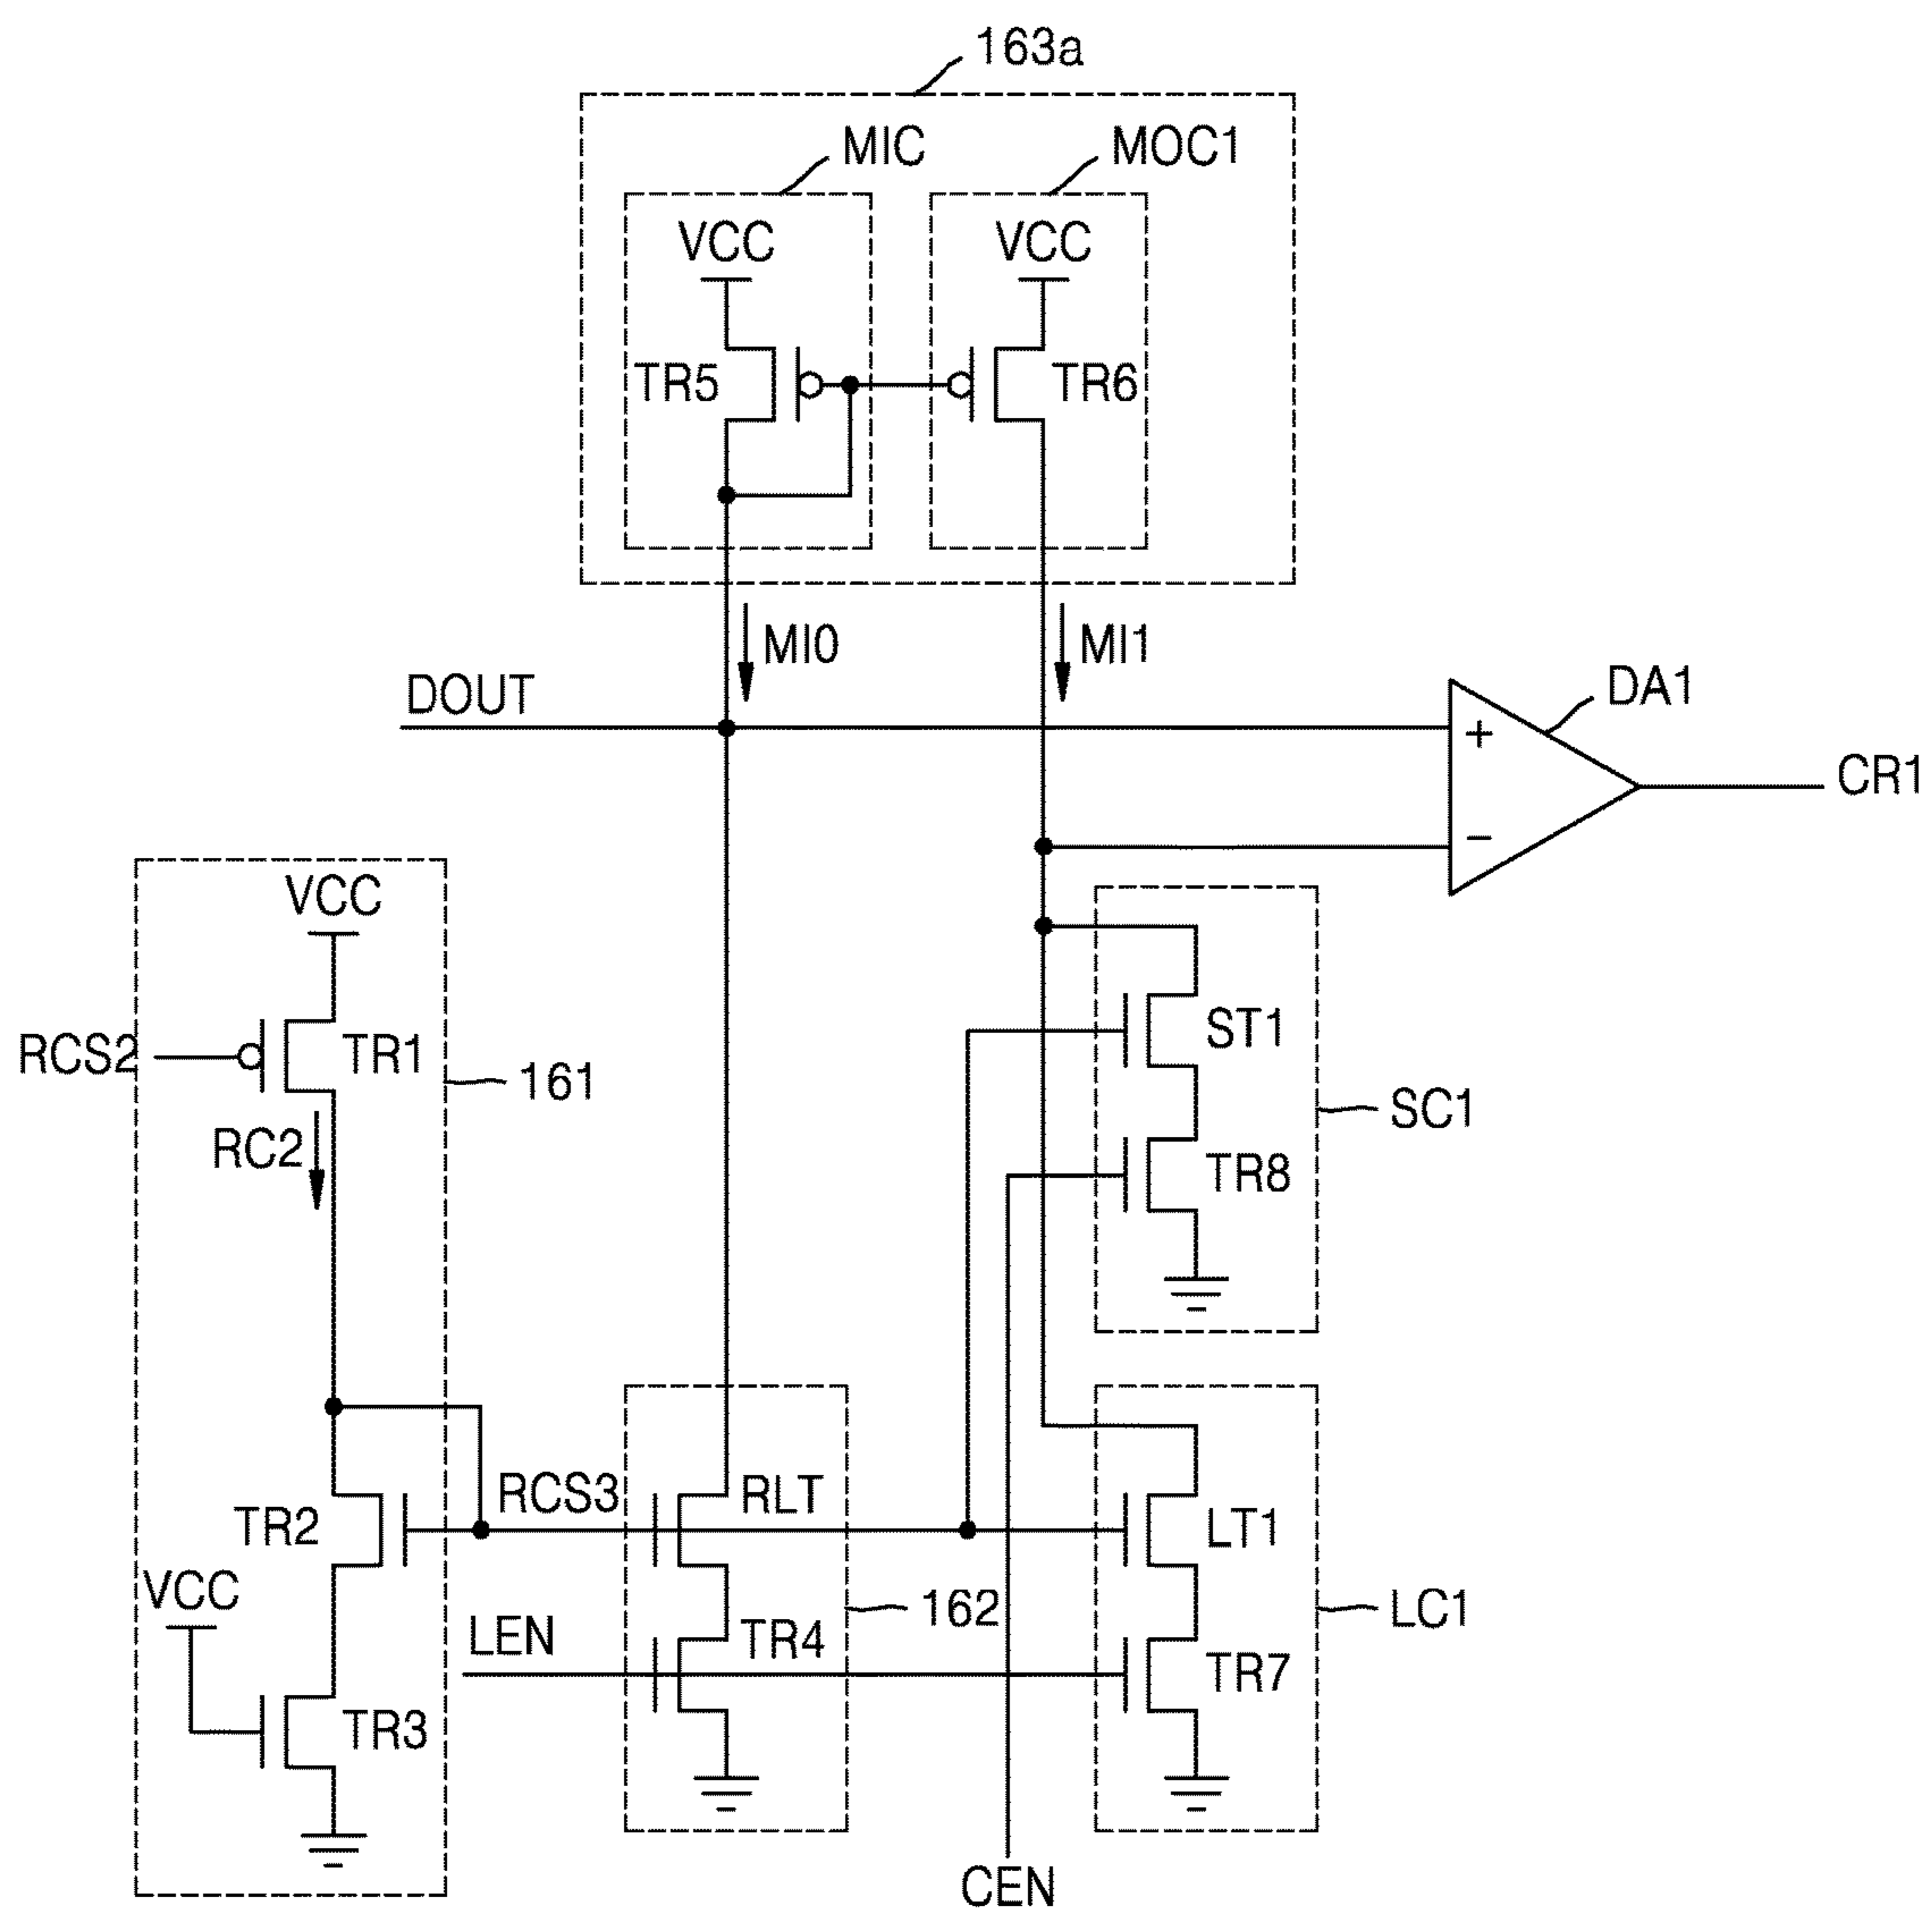 163a
MIC
MOC1
VCC
VCC
TR5
TR6
MI0
MI1
DOUT
DA1
+
CR1
−
VCC
ST1
RCS2
TR1
161
SC1
RC2
TR8
RCS3
RLT
TR2
LT1
VCC
162
LC1
LEN
TR4
TR7
TR3
CEN